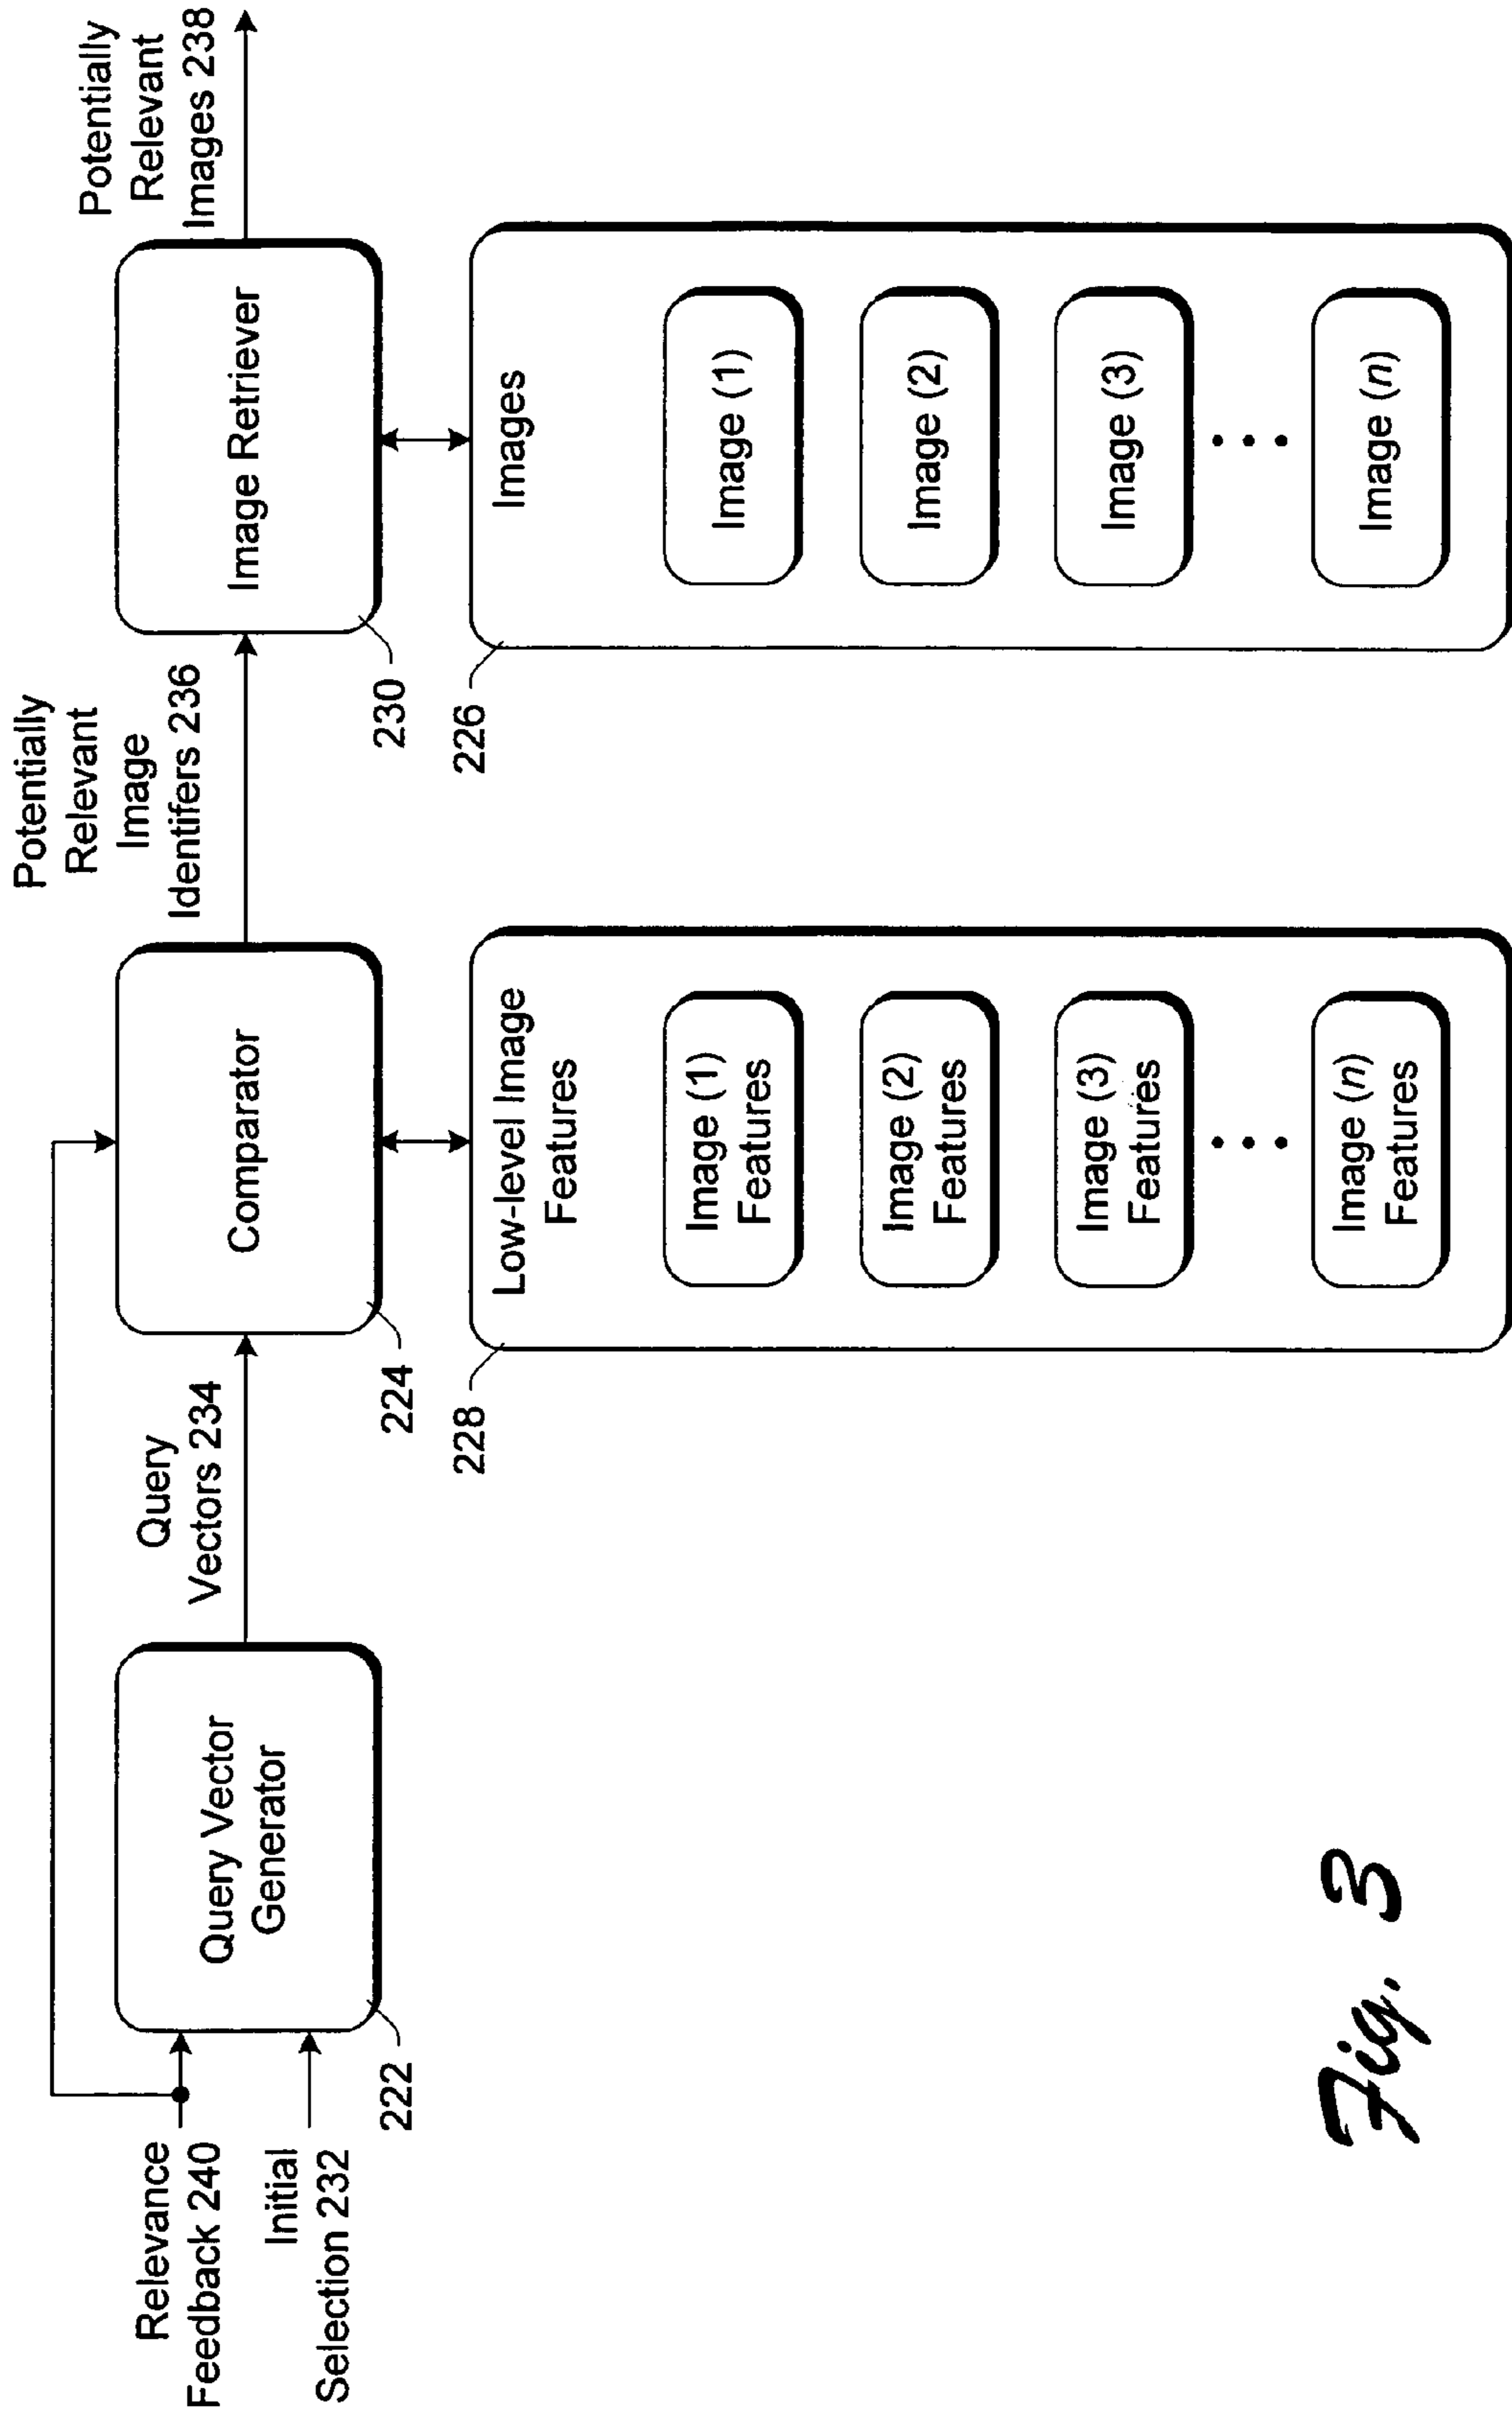 Relevance
Feedback 240
Initial
Selection 232
Query Vector
Generator
222
Query
Vectors 234
Comparator
224
Low-level Image
Features
228
Image (1)
Features
Image (2)
Features
Image (3)
Features
Image (n)
Features
Potentially
Relevant
Image
Identifers 236
Image Retriever
230
Images
226
Image (1)
Image (2)
Image (3)
Image (n)
Potentially
Relevant
Images 238
Fig. 3